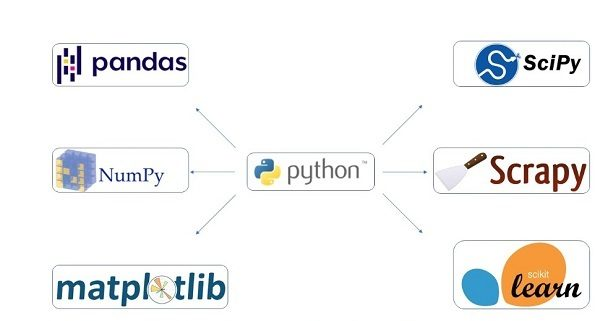 pandas
SciPy
NumPy
python™
Scrapy
matplotlib
scikit
learn